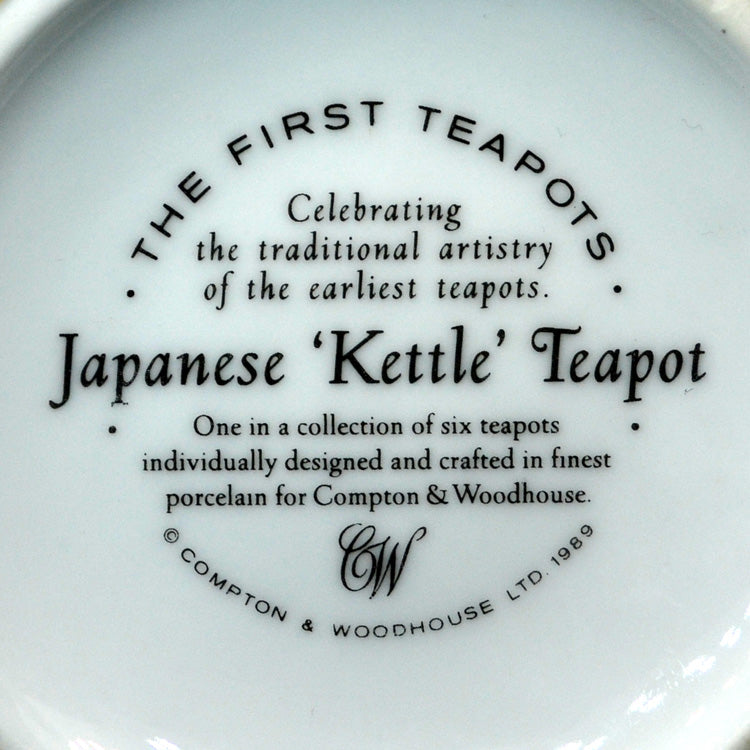 THE FIRST TEAPOTS
Celebrating
the traditional artistry
of the earliest teapots.
Japanese ‘Kettle’ Teapot
One in a collection of six teapots
individually designed and crafted in finest
porcelain for Compton & Woodhouse.
CW
© COMPTON & WOODHOUSE LTD. 1989